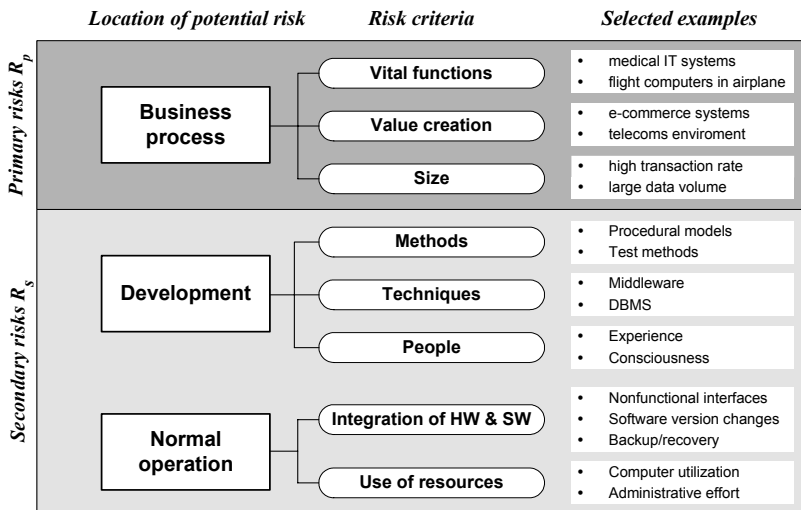 Location of potential risk
Risk criteria
Selected examples
Primary risks R_p
Business
process
Vital functions
• medical IT systems
• flight computers in airplane
Value creation
• e-commerce systems
• telecoms enviroment
Size
• high transaction rate
• large data volume
Secondary risks R_s
Development
Methods
• Procedural models
• Test methods
Techniques
• Middleware
• DBMS
People
• Experience
• Consciousness
Normal
operation
Integration of HW & SW
• Nonfunctional interfaces
• Software version changes
• Backup/recovery
Use of resources
• Computer utilization
• Administrative effort